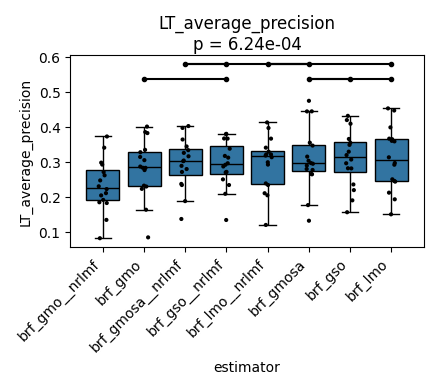 LT_average_precision
p = 6.24e-04
LT_average_precision
0.6
0.5
0.4
0.3
0.2
0.1
brf_gmo__nrlmf
brf_gmo
brf_gmosa__nrlmf
brf_gso__nrlmf
brf_lmo__nrlmf
brf_gmosa
brf_gso
brf_lmo
estimator